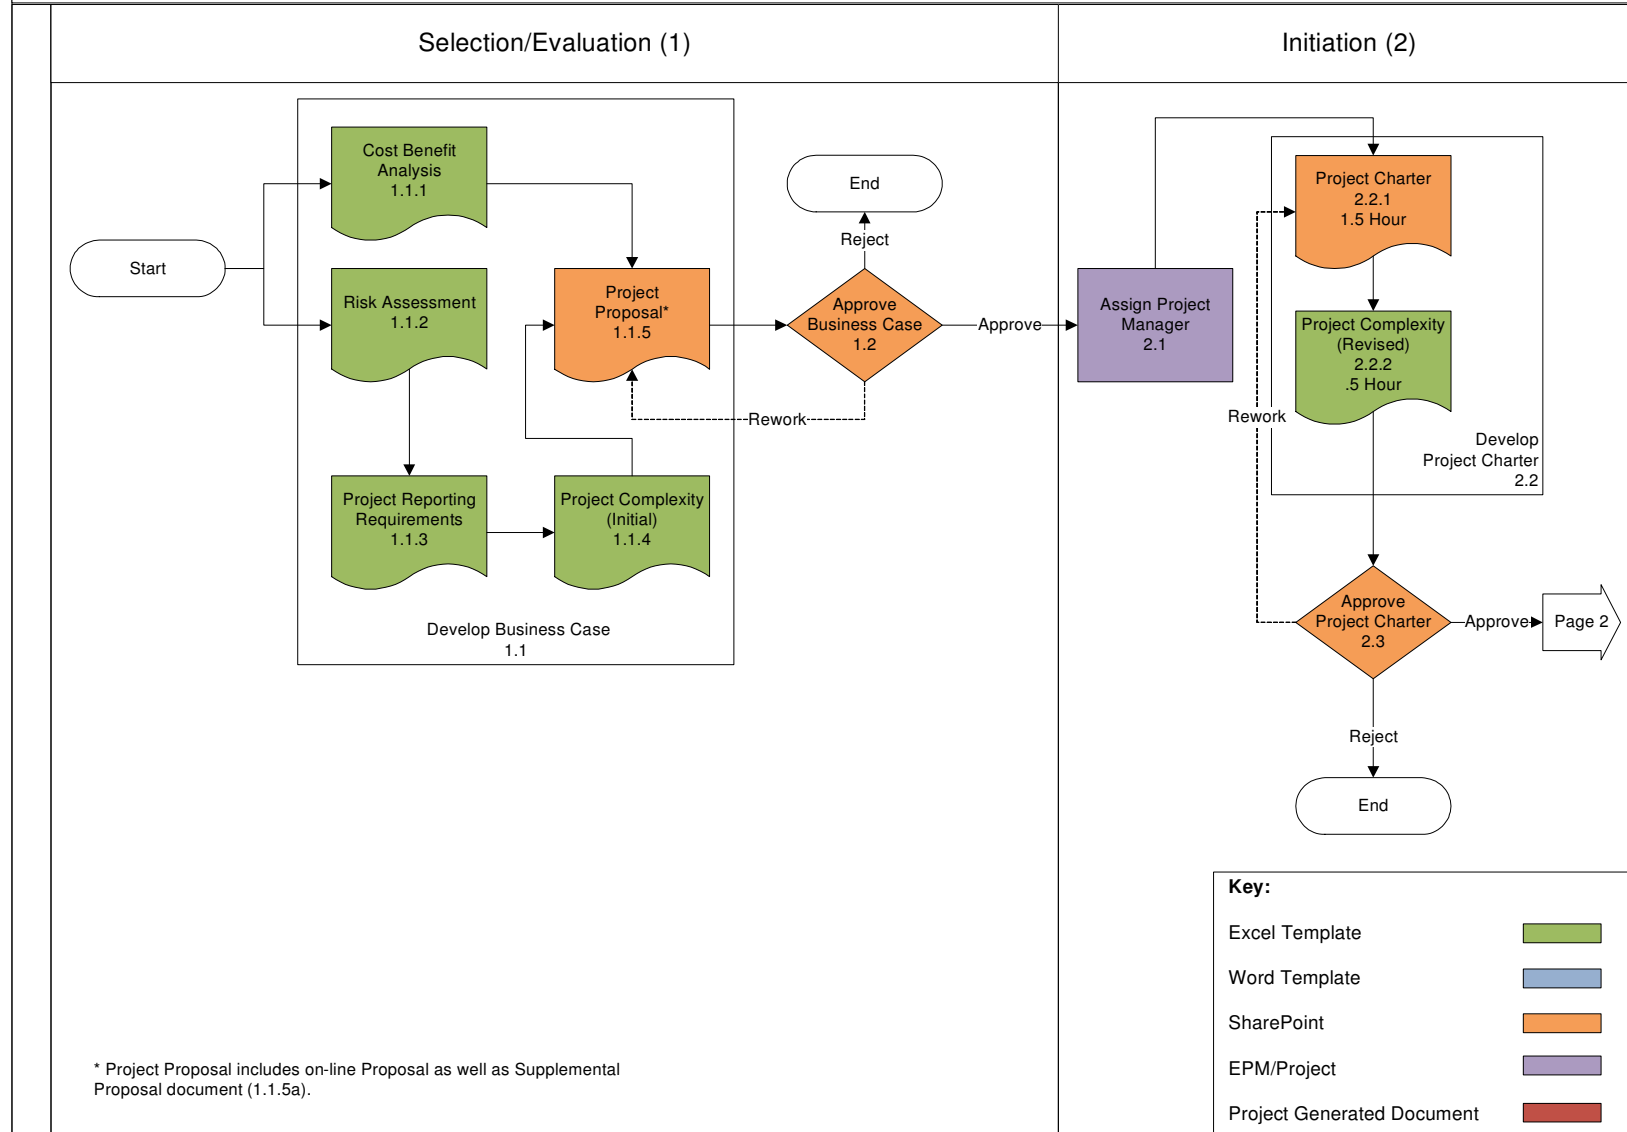 Selection/Evaluation (1)
Initiation (2)
Start
Cost Benefit
Analysis
1.1.1
Risk Assessment
1.1.2
Project Reporting
Requirements
1.1.3
Project Complexity
(Initial)
1.1.4
Project
Proposal*
1.1.5
Develop Business Case
1.1
End
Reject
Approve
Business Case
1.2
Rework
Approve
Assign Project
Manager
2.1
Project Charter
2.2.1
1.5 Hour
Project Complexity
(Revised)
2.2.2
.5 Hour
Rework
Develop
Project Charter
2.2
Approve
Project Charter
2.3
Approve
Page 2
Reject
End
Key:
Excel Template
Word Template
SharePoint
EPM/Project
Project Generated Document
* Project Proposal includes on-line Proposal as well as Supplemental
Proposal document (1.1.5a).